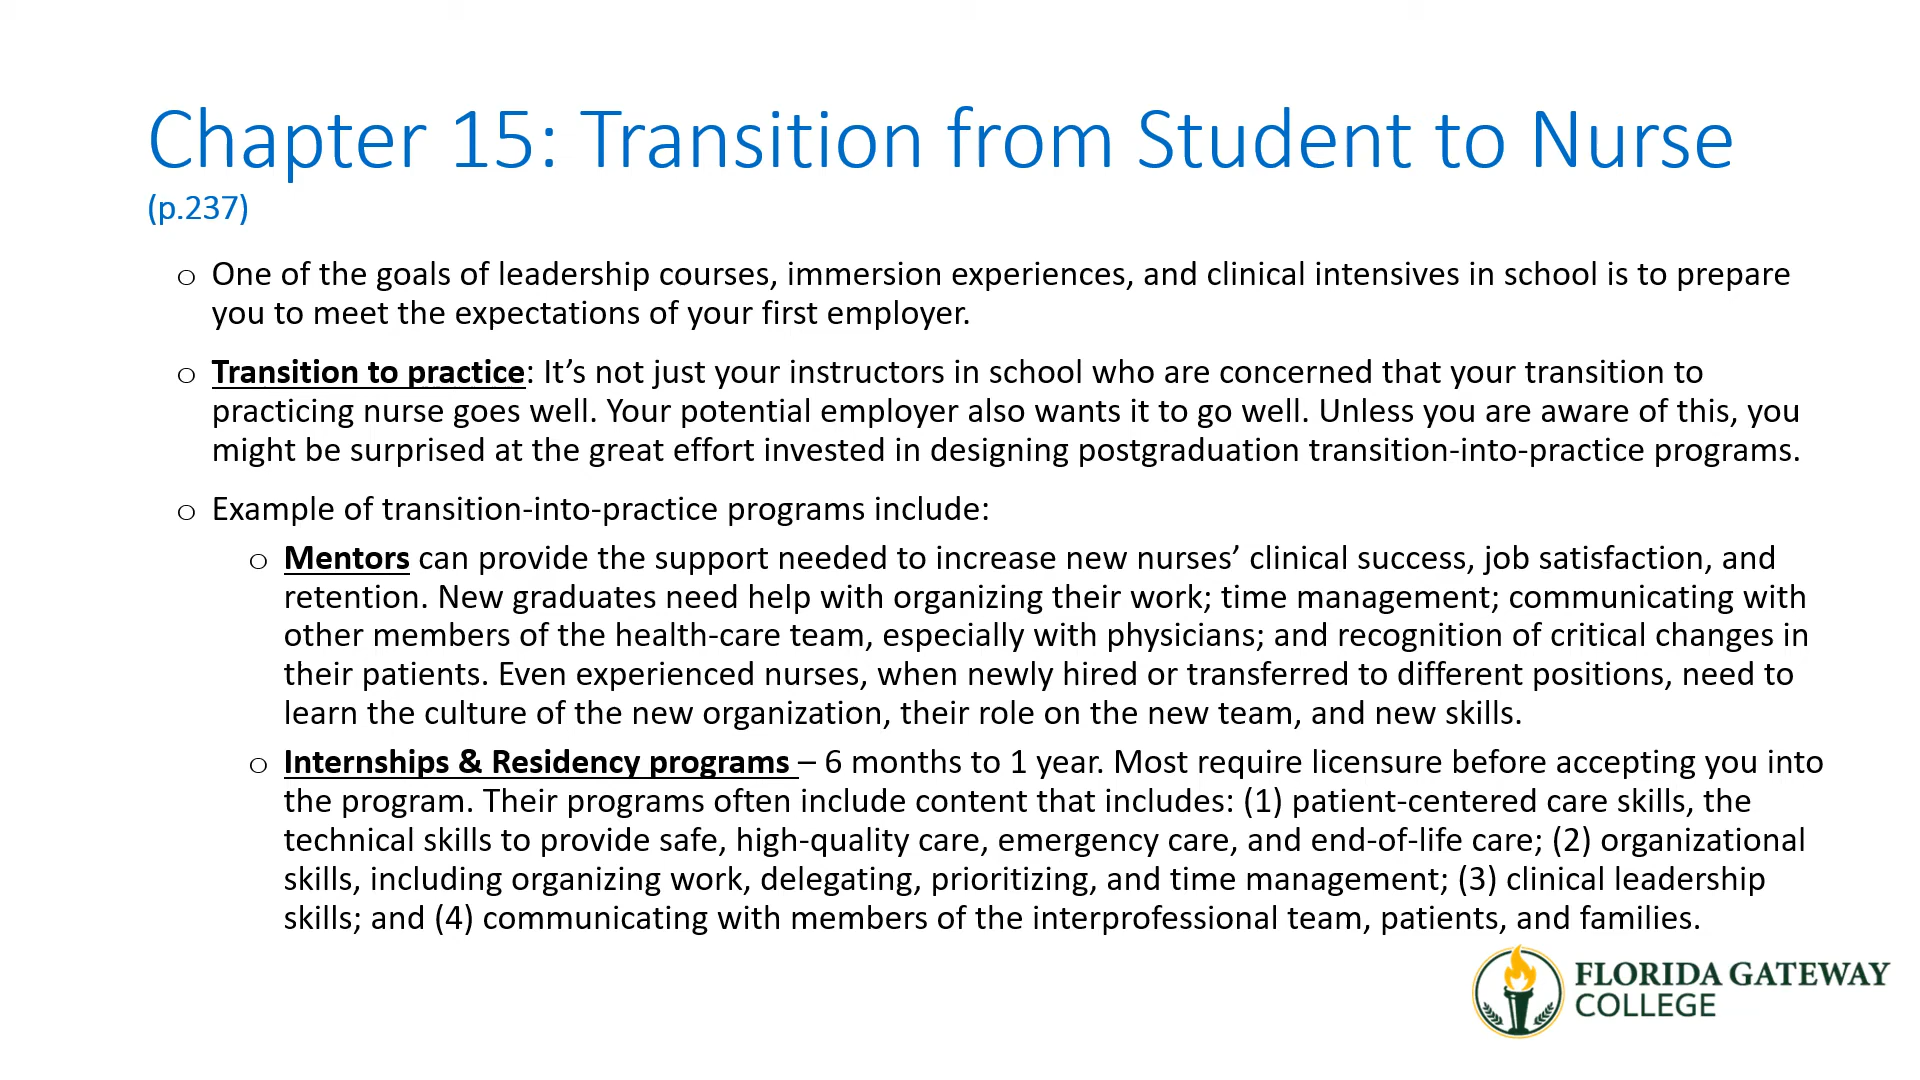 Chapter 15: Transition from Student to Nurse
(p.237)
o One of the goals of leadership courses, immersion experiences, and clinical intensives in school is to prepare
you to meet the expectations of your first employer.
o Transition to practice: It’s not just your instructors in school who are concerned that your transition to
practicing nurse goes well. Your potential employer also wants it to go well. Unless you are aware of this, you
might be surprised at the great effort invested in designing postgraduation transition-into-practice programs.
o Example of transition-into-practice programs include:
o Mentors can provide the support needed to increase new nurses’ clinical success, job satisfaction, and
retention. New graduates need help with organizing their work; time management; communicating with
other members of the health-care team, especially with physicians; and recognition of critical changes in
their patients. Even experienced nurses, when newly hired or transferred to different positions, need to
learn the culture of the new organization, their role on the new team, and new skills.
o Internships & Residency programs – 6 months to 1 year. Most require licensure before accepting you into
the program. Their programs often include content that includes: (1) patient-centered care skills, the
technical skills to provide safe, high-quality care, emergency care, and end-of-life care; (2) organizational
skills, including organizing work, delegating, prioritizing, and time management; (3) clinical leadership
skills; and (4) communicating with members of the interprofessional team, patients, and families.
FLORIDA GATEWAY
COLLEGE